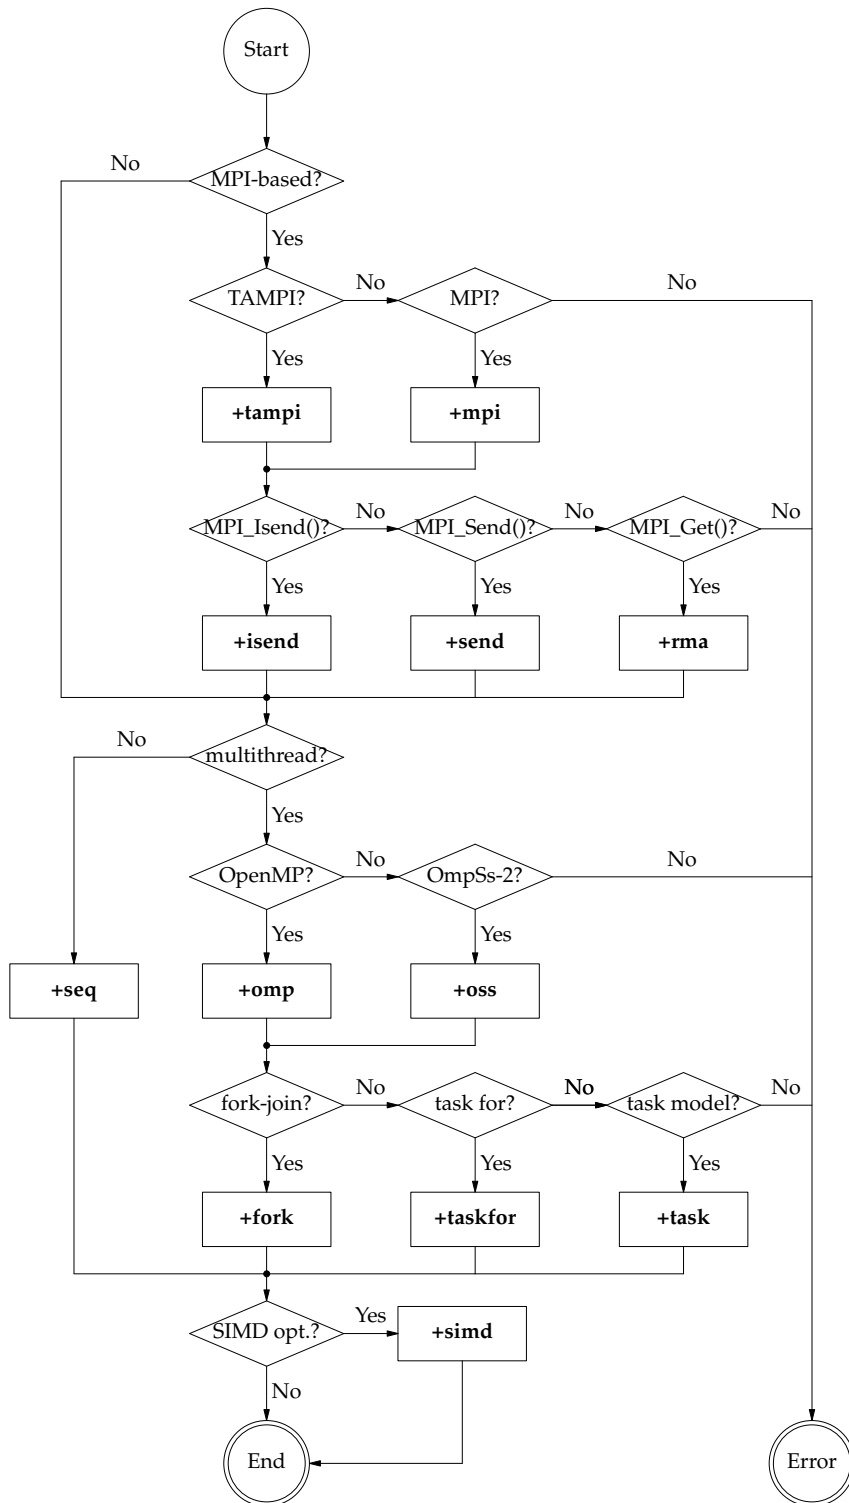 Start
No
MPI-based?
Yes
TAMPI?
No
MPI?
No
Yes
Yes
+tampi
+mpi
MPI_Isend()?
No
MPI_Send()?
No
MPI_Get()?
No
Yes
Yes
Yes
+isend
+send
+rma
No
multithread?
Yes
OpenMP?
No
OmpSs-2?
No
Yes
Yes
+seq
+omp
+oss
fork-join?
No
task for?
No
task model?
No
Yes
Yes
Yes
+fork
+taskfor
+task
SIMD opt.?
Yes
+simd
No
End
Error